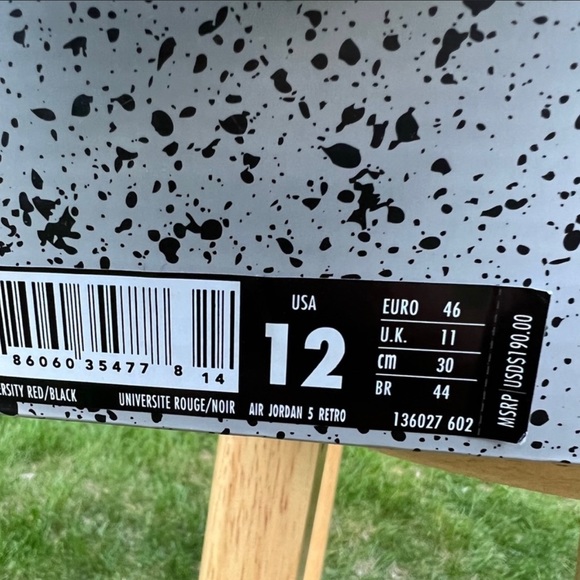 86060 35477 8 14
RSITY RED/BLACK
UNIVERSITE ROUGE/NOIR
USA
12
AIR JORDAN 5 RETRO
EURO 46
U.K. 11
cm 30
BR 44
136027 602
MSRP USD$190.00